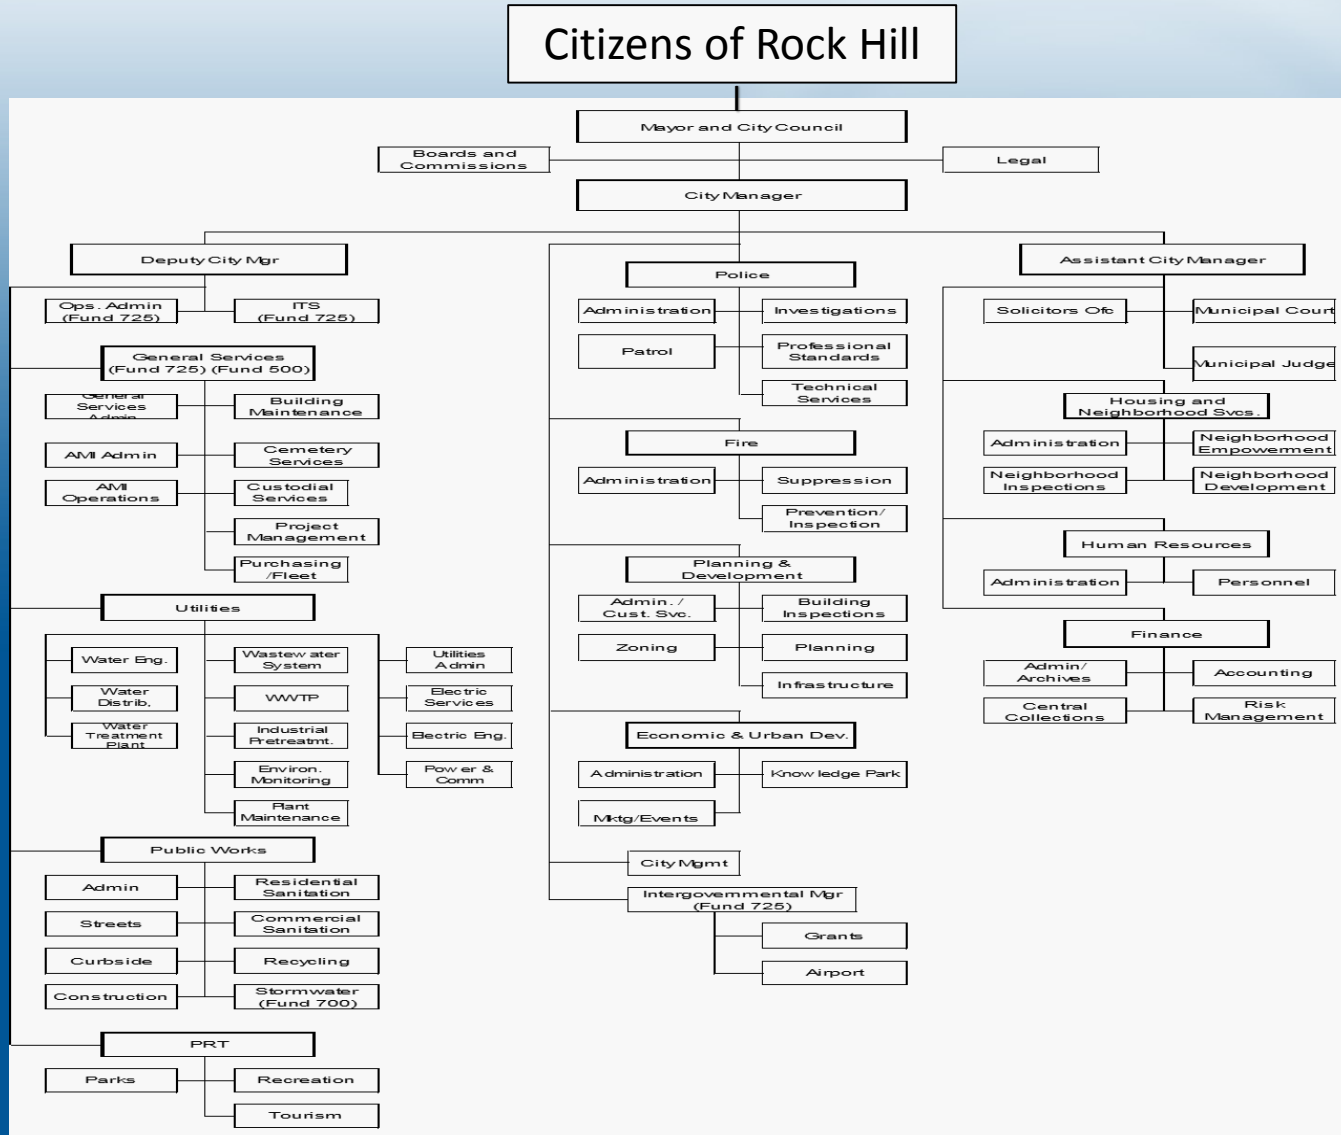 Citizens of Rock Hill
Mayor and City Council
Boards and
Commissions
Legal
City Manager
Deputy City Mgr
Ops. Admin
(Fund 725)
ITS
(Fund 725)
General Services
(Fund 725) (Fund 500)
General
Services
Admin
Building
Maintenance
AMI Admin
Cemetery
Services
AMI
Operations
Custodial
Services
Project
Management
Purchasing
/Fleet
Utilities
Water Eng.
Wastewater
System
Utilities
Admin
Water
Distrib.
WWTP
Electric
Services
Water
Treatment
Plant
Industrial
Pretreatmt.
Electric Eng.
Environ.
Monitoring
Power &
Comm
Plant
Maintenance
Public Works
Admin
Residential
Sanitation
Streets
Commercial
Sanitation
Curbside
Recycling
Construction
Stormwater
(Fund 700)
PRT
Parks
Recreation
Tourism
Police
Administration
Investigations
Patrol
Professional
Standards
Technical
Services
Fire
Administration
Suppression
Prevention/
Inspection
Planning &
Development
Admin. /
Cust. Svc.
Building
Inspections
Zoning
Planning
Infrastructure
Economic & Urban Dev.
Administration
Knowledge Park
Mktg/Events
City Mgmt
Intergovernmental Mgr
(Fund 725)
Grants
Airport
Assistant City Manager
Solicitors Ofc
Municipal Court
Municipal Judge
Housing and
Neighborhood Svcs.
Administration
Neighborhood
Empowerment
Neighborhood
Inspections
Neighborhood
Development
Human Resources
Administration
Personnel
Finance
Admin/
Archives
Accounting
Central
Collections
Risk
Management